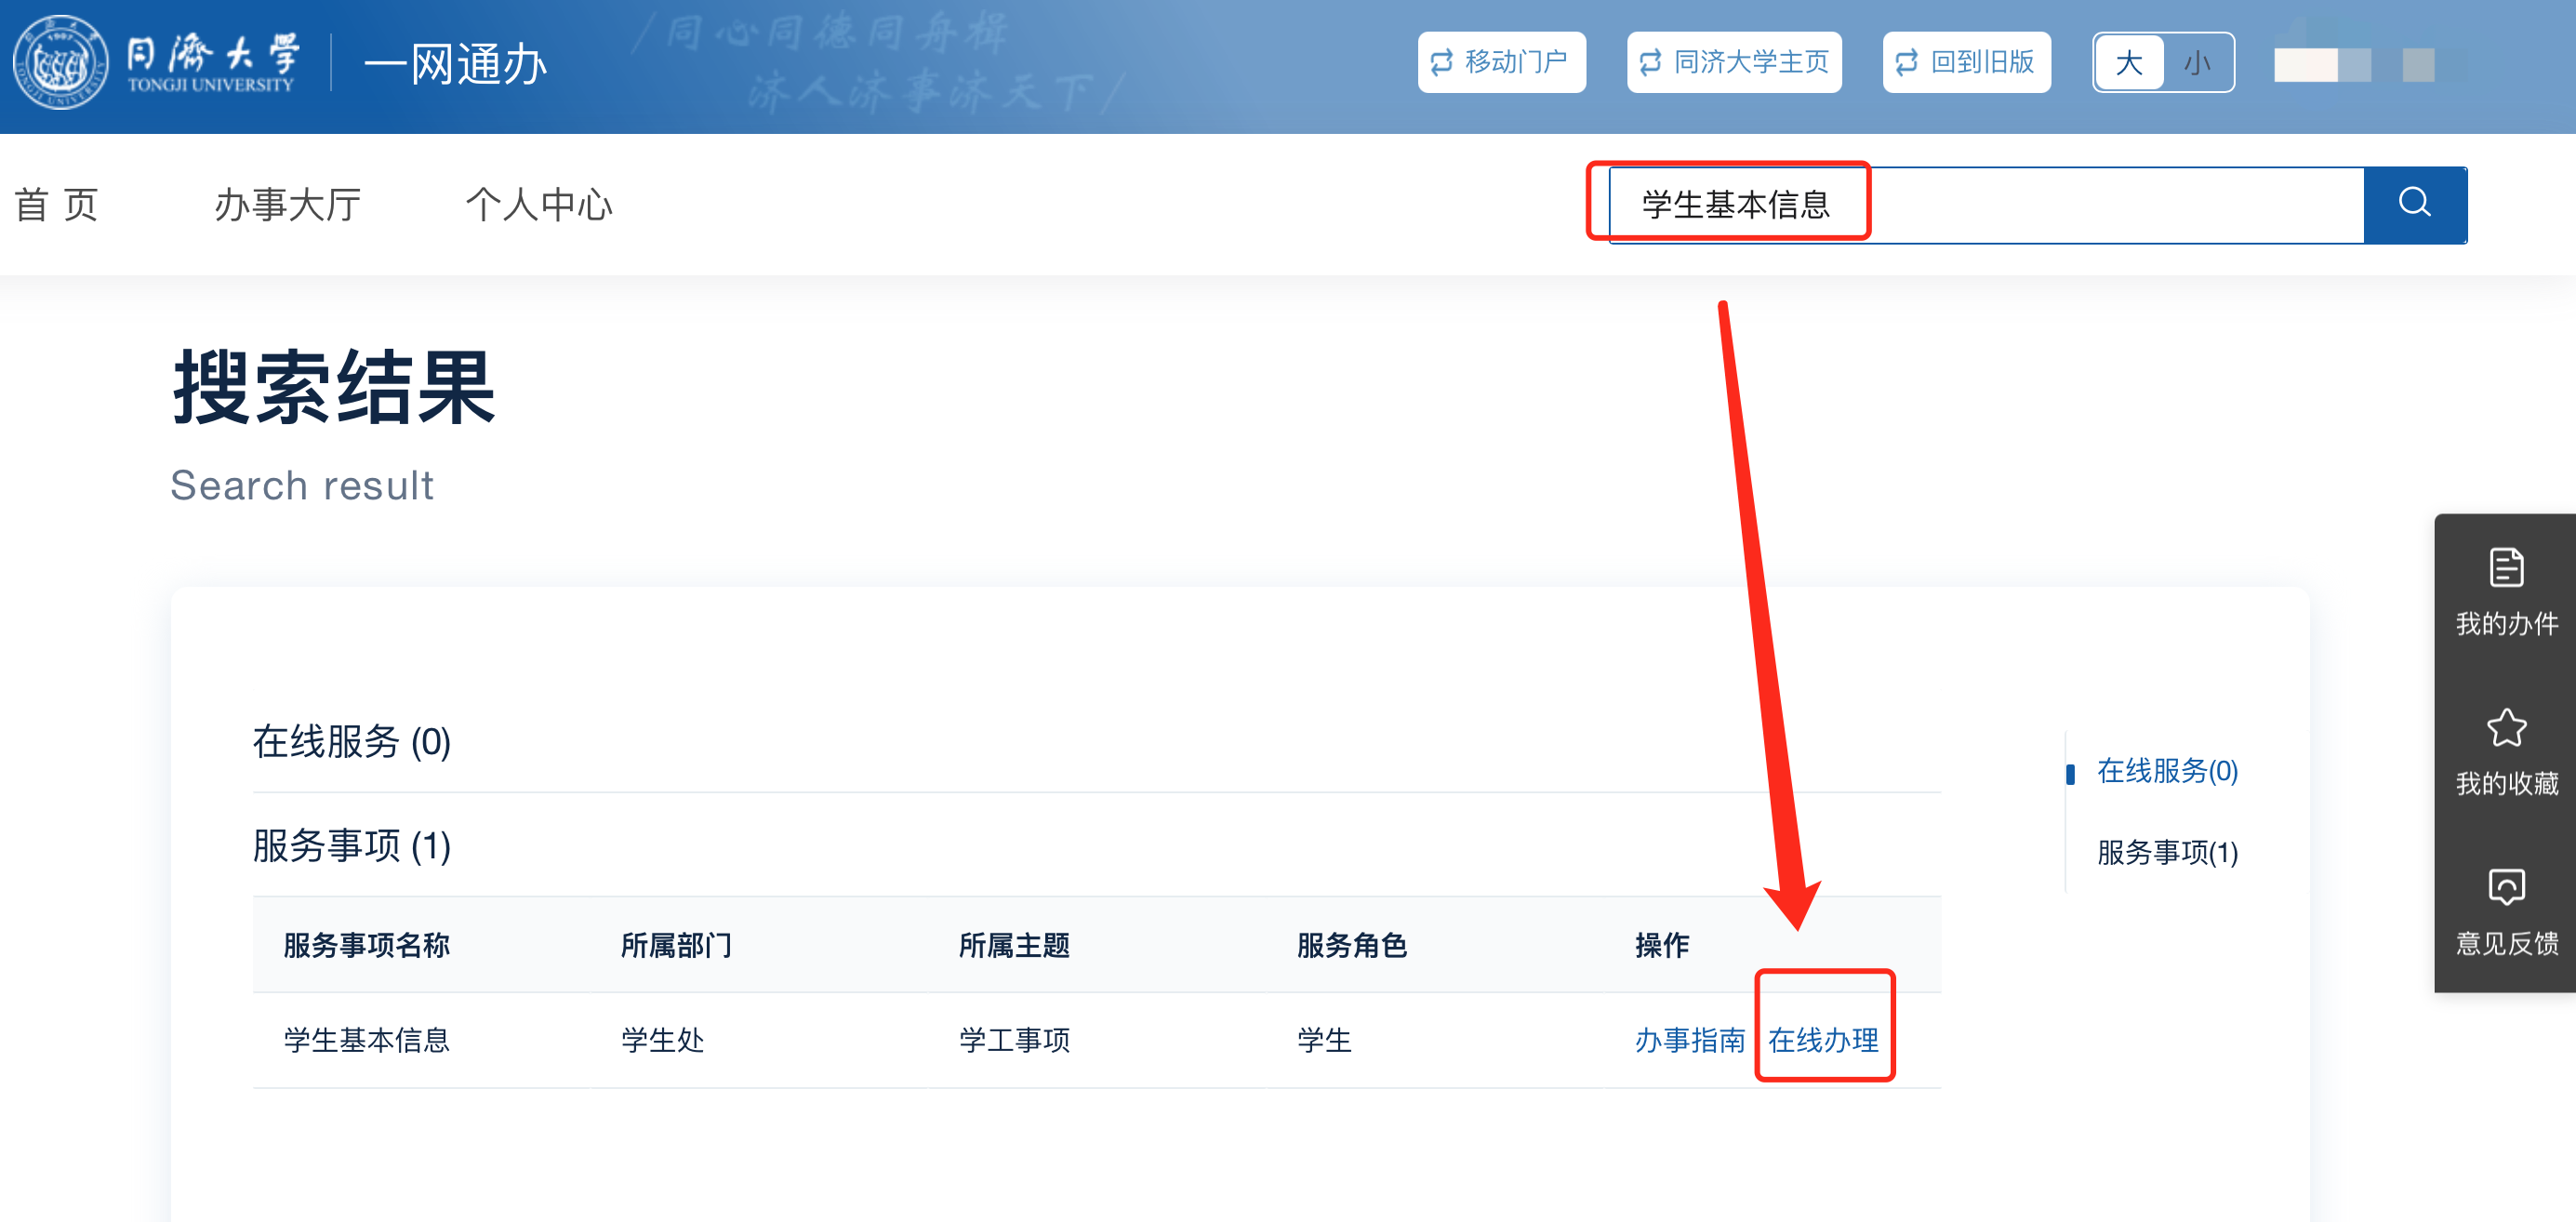 同濟大學
TONGJI UNIVERSITY
一网通办
/同心同德同舟楫
济人济事济天下/
移动门户
同济大学主页
回到旧版
大 小
首 页
办事大厅
个人中心
学生基本信息
搜索结果
Search result
在线服务 (0)
服务事项 (1)
服务事项名称 所属部门 所属主题 服务角色 操作
学生基本信息 学生处 学工事项 学生 办事指南 在线办理
在线服务(0)
服务事项(1)
我的办件
我的收藏
意见反馈